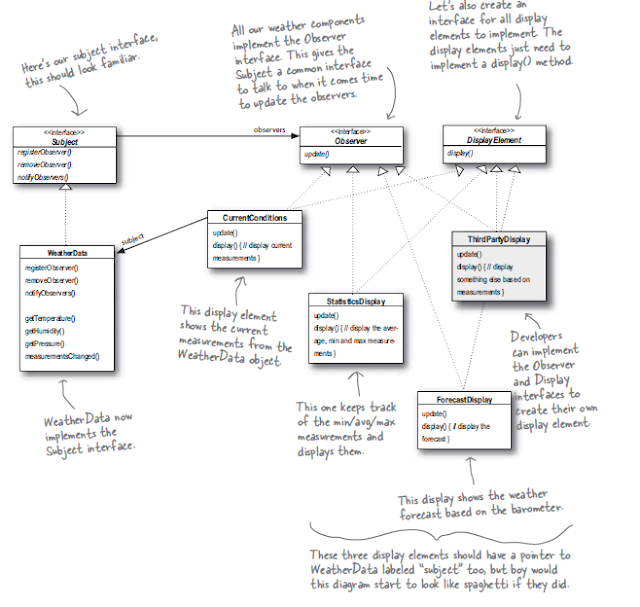 Here's our subject interface,
this should look familiar.
All our weather components
implement the Observer
interface. This gives the
Subject a common interface
to talk to when it comes time
to update the observers.
Let's also create an
interface for all display
elements to implement. The
display elements just need to
implement a display() method.
<<interface>>
Subject
registerObserver()
removeObserver()
notifyObservers()
observers
<<interface>>
Observer
update()
<<interface>>
DisplayElement
display()
subject
WeatherData
registerObserver()
removeObserver()
notifyObservers()
getTemperature()
getHumidity()
getPressure()
measurementsChanged()
CurrentConditions
update()
display() { // display current
measurements }
StatisticsDisplay
update()
display() { // display the aver-
age, min and max measure-
ments }
ThirdPartyDisplay
update()
display() { // display
something else based on
measurements }
ForecastDisplay
update()
display() { // display the
forecast }
This display element
shows the current
measurements from the
WeatherData object.
WeatherData now
implements the
Subject interface.
This one keeps track
of the min/avg/max
measurements and
displays them.
Developers
can implement
the Observer
and Display
interfaces to
create their own
display element
This display shows the weather
forecast based on the barometer.
These three display elements should have a pointer to
WeatherData labeled "subject" too, but boy would
this diagram start to look like spaghetti if they did.